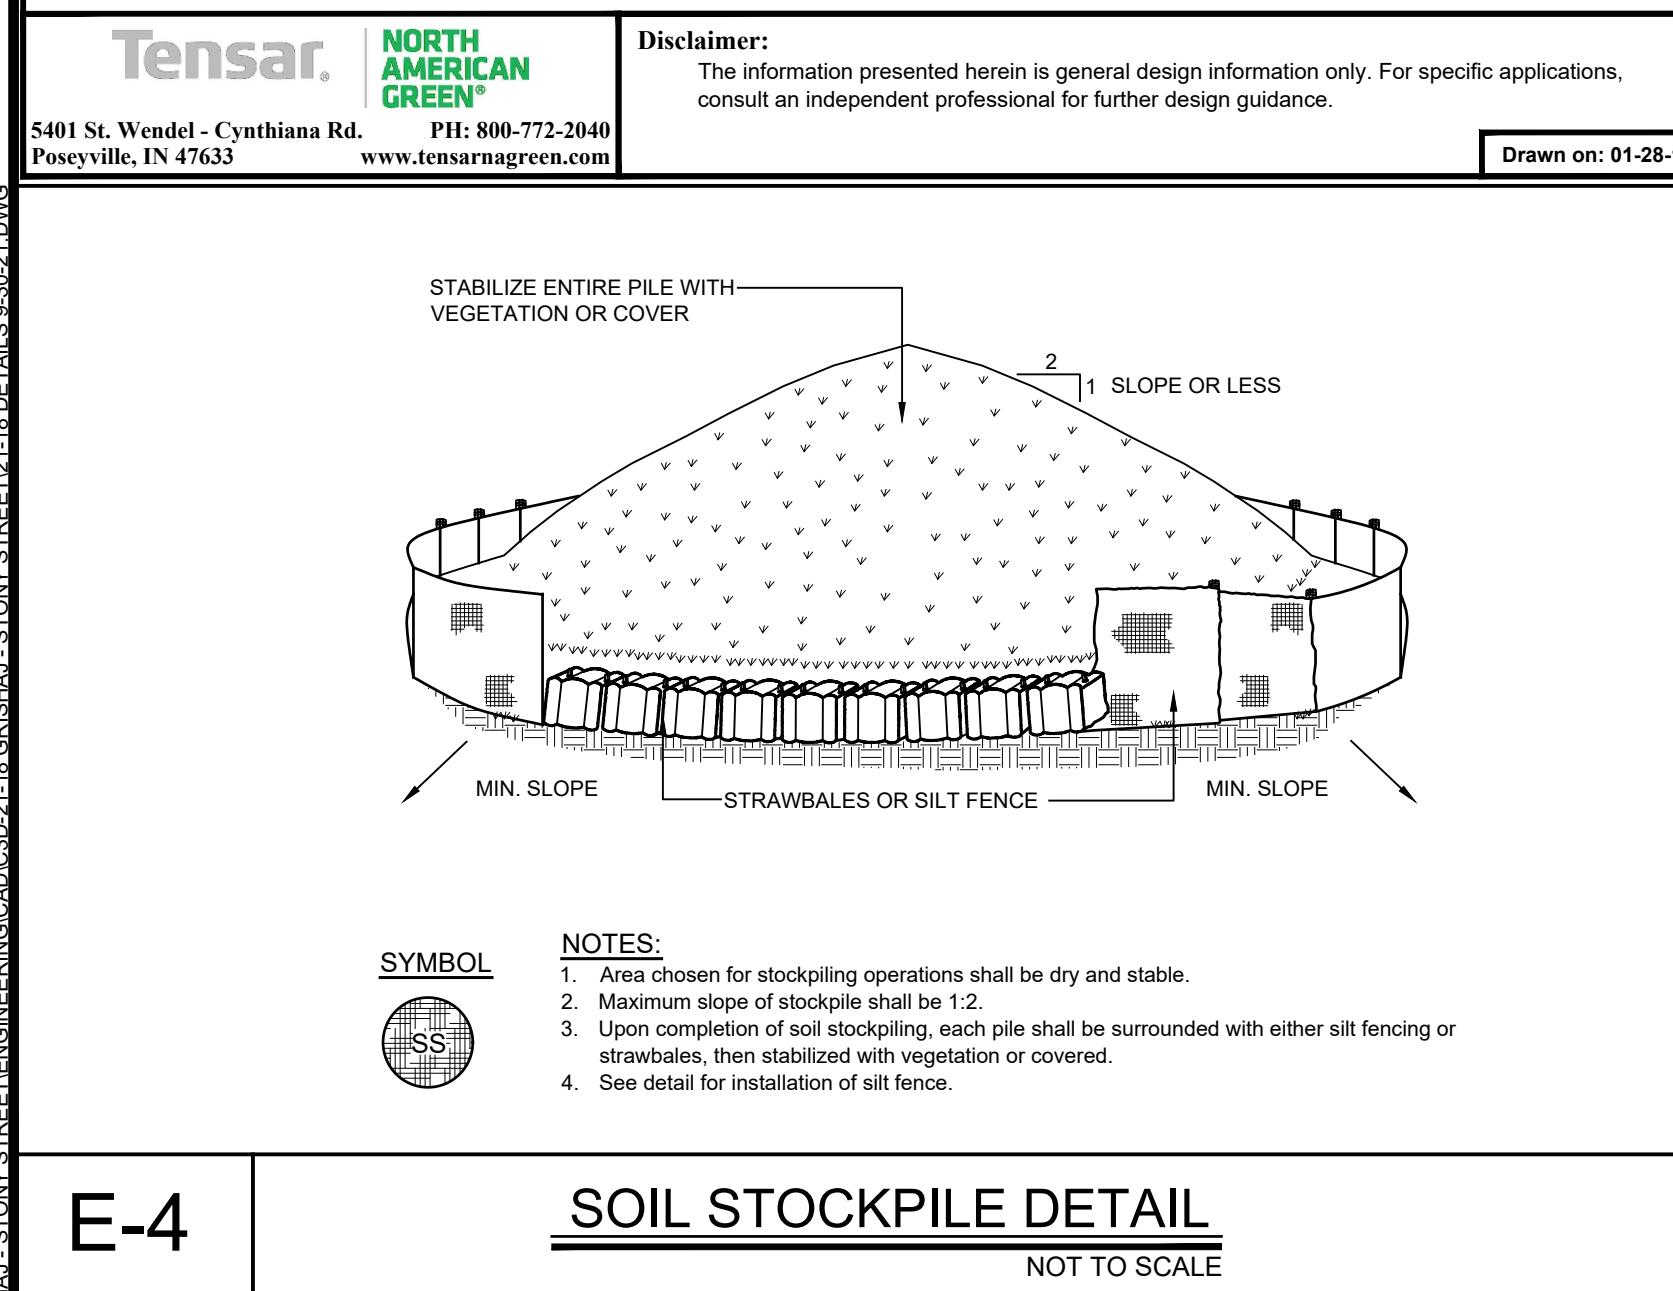 Tensar®
NORTH
AMERICAN
GREEN®
5401 St. Wendel - Cynthiana Rd. PH: 800-772-2040
Poseyville, IN 47633 www.tensarnagreen.com
Disclaimer:
The information presented herein is general design information only. For specific applications,
consult an independent professional for further design guidance.
Drawn on: 01-28-
STABILIZE ENTIRE PILE WITH
VEGETATION OR COVER
2
1 SLOPE OR LESS
MIN. SLOPE
STRAWBALES OR SILT FENCE
MIN. SLOPE
SYMBOL
SS
NOTES:
1. Area chosen for stockpiling operations shall be dry and stable.
2. Maximum slope of stockpile shall be 1:2.
3. Upon completion of soil stockpiling, each pile shall be surrounded with either silt fencing or
strawbales, then stabilized with vegetation or covered.
4. See detail for installation of silt fence.
E-4
SOIL STOCKPILE DETAIL
NOT TO SCALE